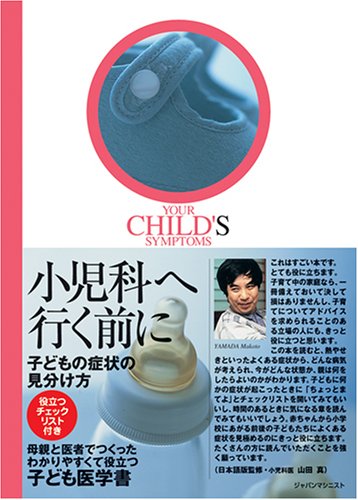 YOUR
CHILD'S
SYMPTOMS
小児科へ
行く前に
子どもの症状の
見分け方
役立つ
チェック
リスト
付き
母親と医者でつくった
わかりやすくて役立つ
子ども医学書
YAMADA Makoto
これはすごい本です。
とても役に立ちます。
子育て中の家庭なら、一
冊備えておいて決して
損はありませんし、子育
てについてアドバイス
を求められることのあ
る立場の人にも、きっと
役に立つと思います。
この本を読むと、熱やせ
きといったよくある症状から、どんな病気
が考えられ、今がどんな状態か、親は何を
したらよいのかがわかります。子どもに何
かの症状が起こったときに「ちょっとまっ
てよ」とチェックリストを開いてみてもい
いし、時間のあるときに気になる章を読ん
でみてもいいでしょう。赤ちゃんから小学
校にあがる前後の子どもたちによくある
症状を見極めるのにきっと役に立ちます。
たくさんの方に読んでいただくことを強
く願っています。
(日本語版監修・小児科医 山田 真)
ジャパンマシニスト